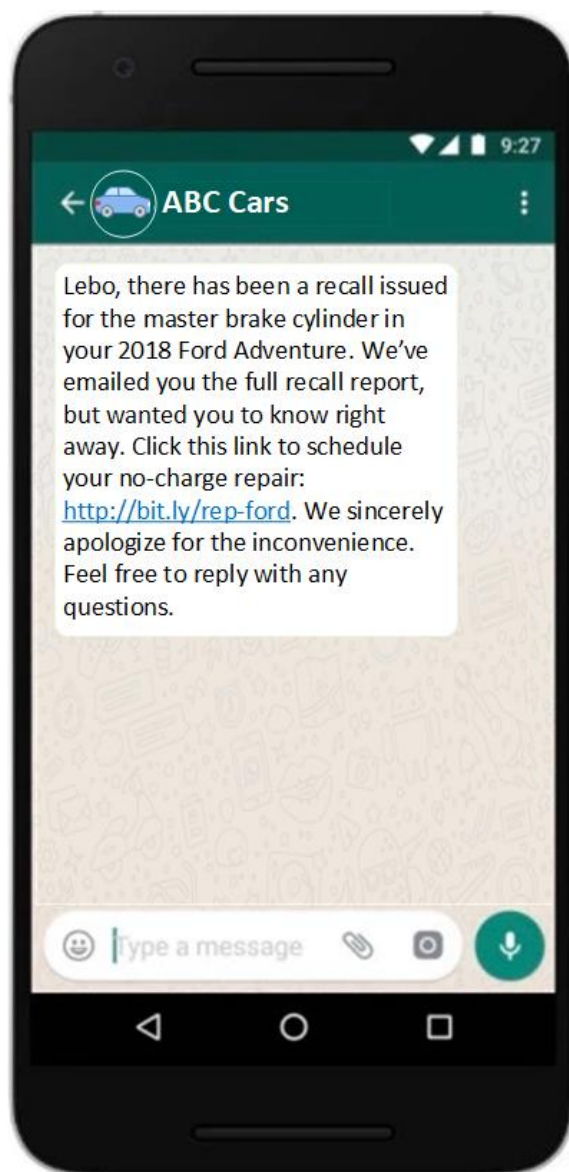 9:27
ABC Cars
Lebo, there has been a recall issued
for the master brake cylinder in
your 2018 Ford Adventure. We’ve
emailed you the full recall report,
but wanted you to know right
away. Click this link to schedule
your no-charge repair:
http://bit.ly/rep-ford. We sincerely
apologize for the inconvenience.
Feel free to reply with any
questions.
Type a message